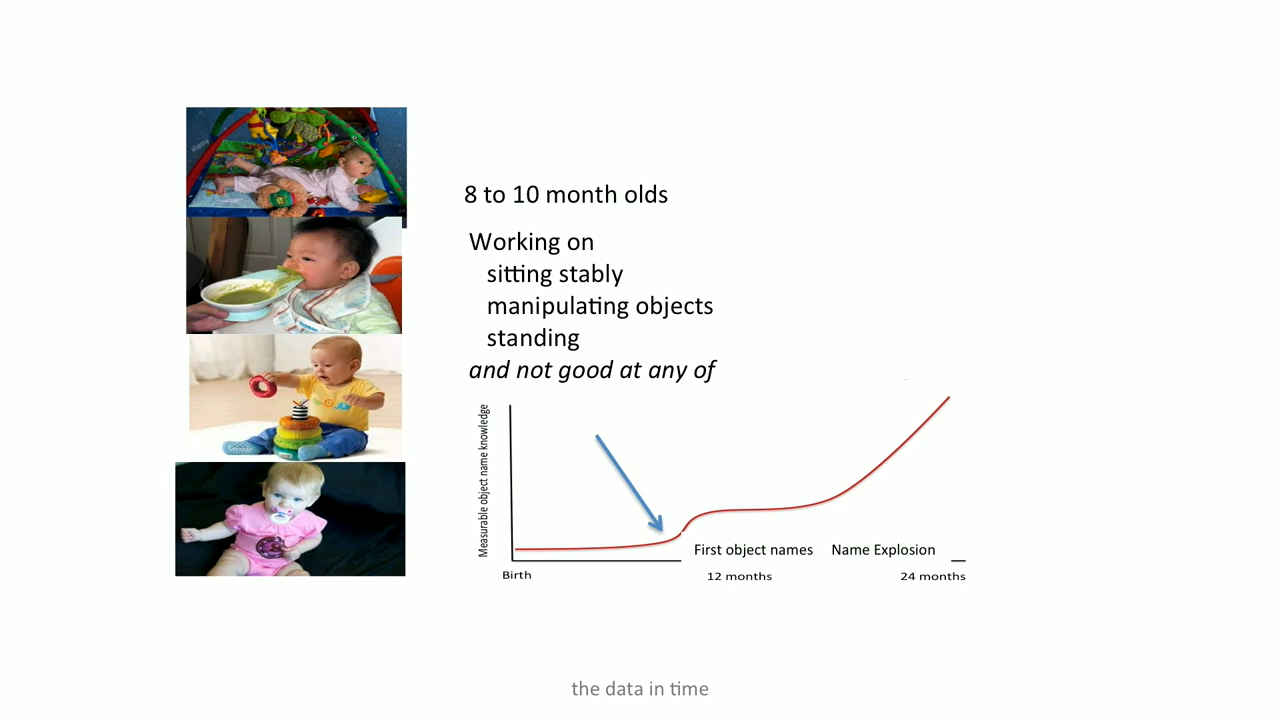 8 to 10 month olds
Working on
sitting stably
manipulating objects
standing
and not good at any of
Measurable object name knowledge
First object names
Name Explosion
Birth
12 months
24 months
the data in time